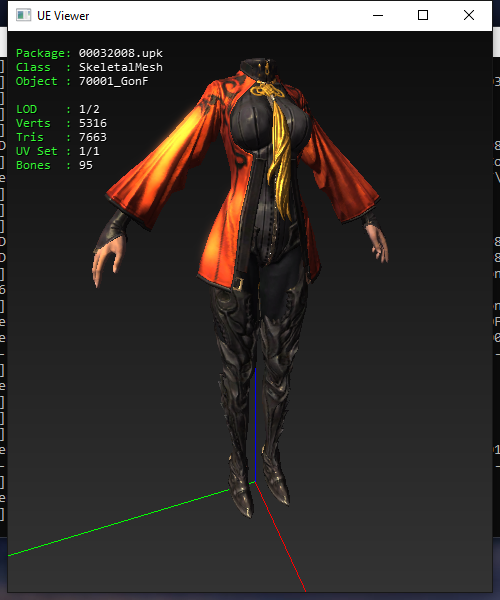 UE Viewer
Package: 00032008.upk
Class : SkeletalMesh
Object : 70001_GonF
LOD : 1/2
Verts : 5316
Tris : 7663
UV Set : 1/1
Bones : 95